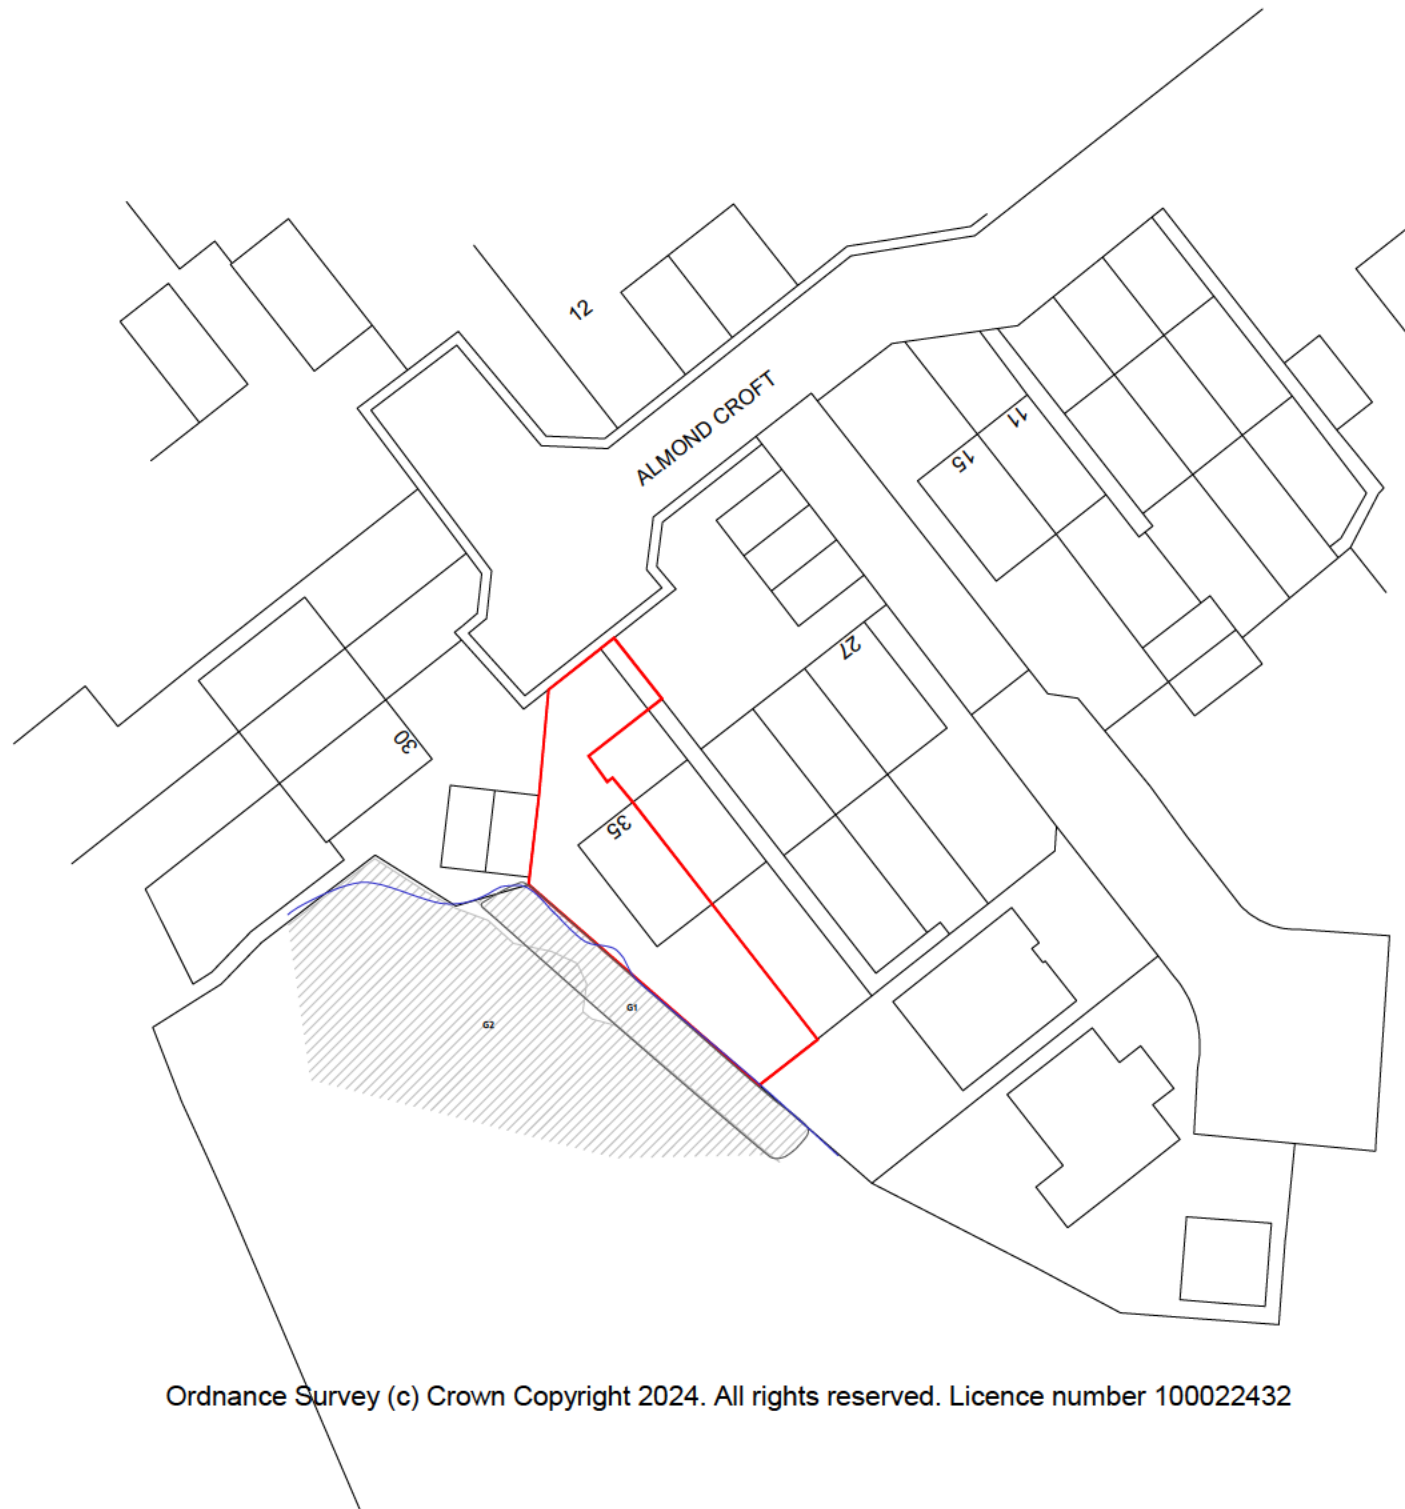 12
ALMOND CROFT
11
15
27
30
35
G1
G2
Ordnance Survey (c) Crown Copyright 2024. All rights reserved. Licence number 100022432